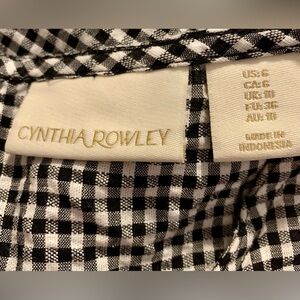 CYNTHIA ROWLEY
US: 6
CA: 6
UK: 10
EU: 36
AU: 10
MADE IN
INDONESIA